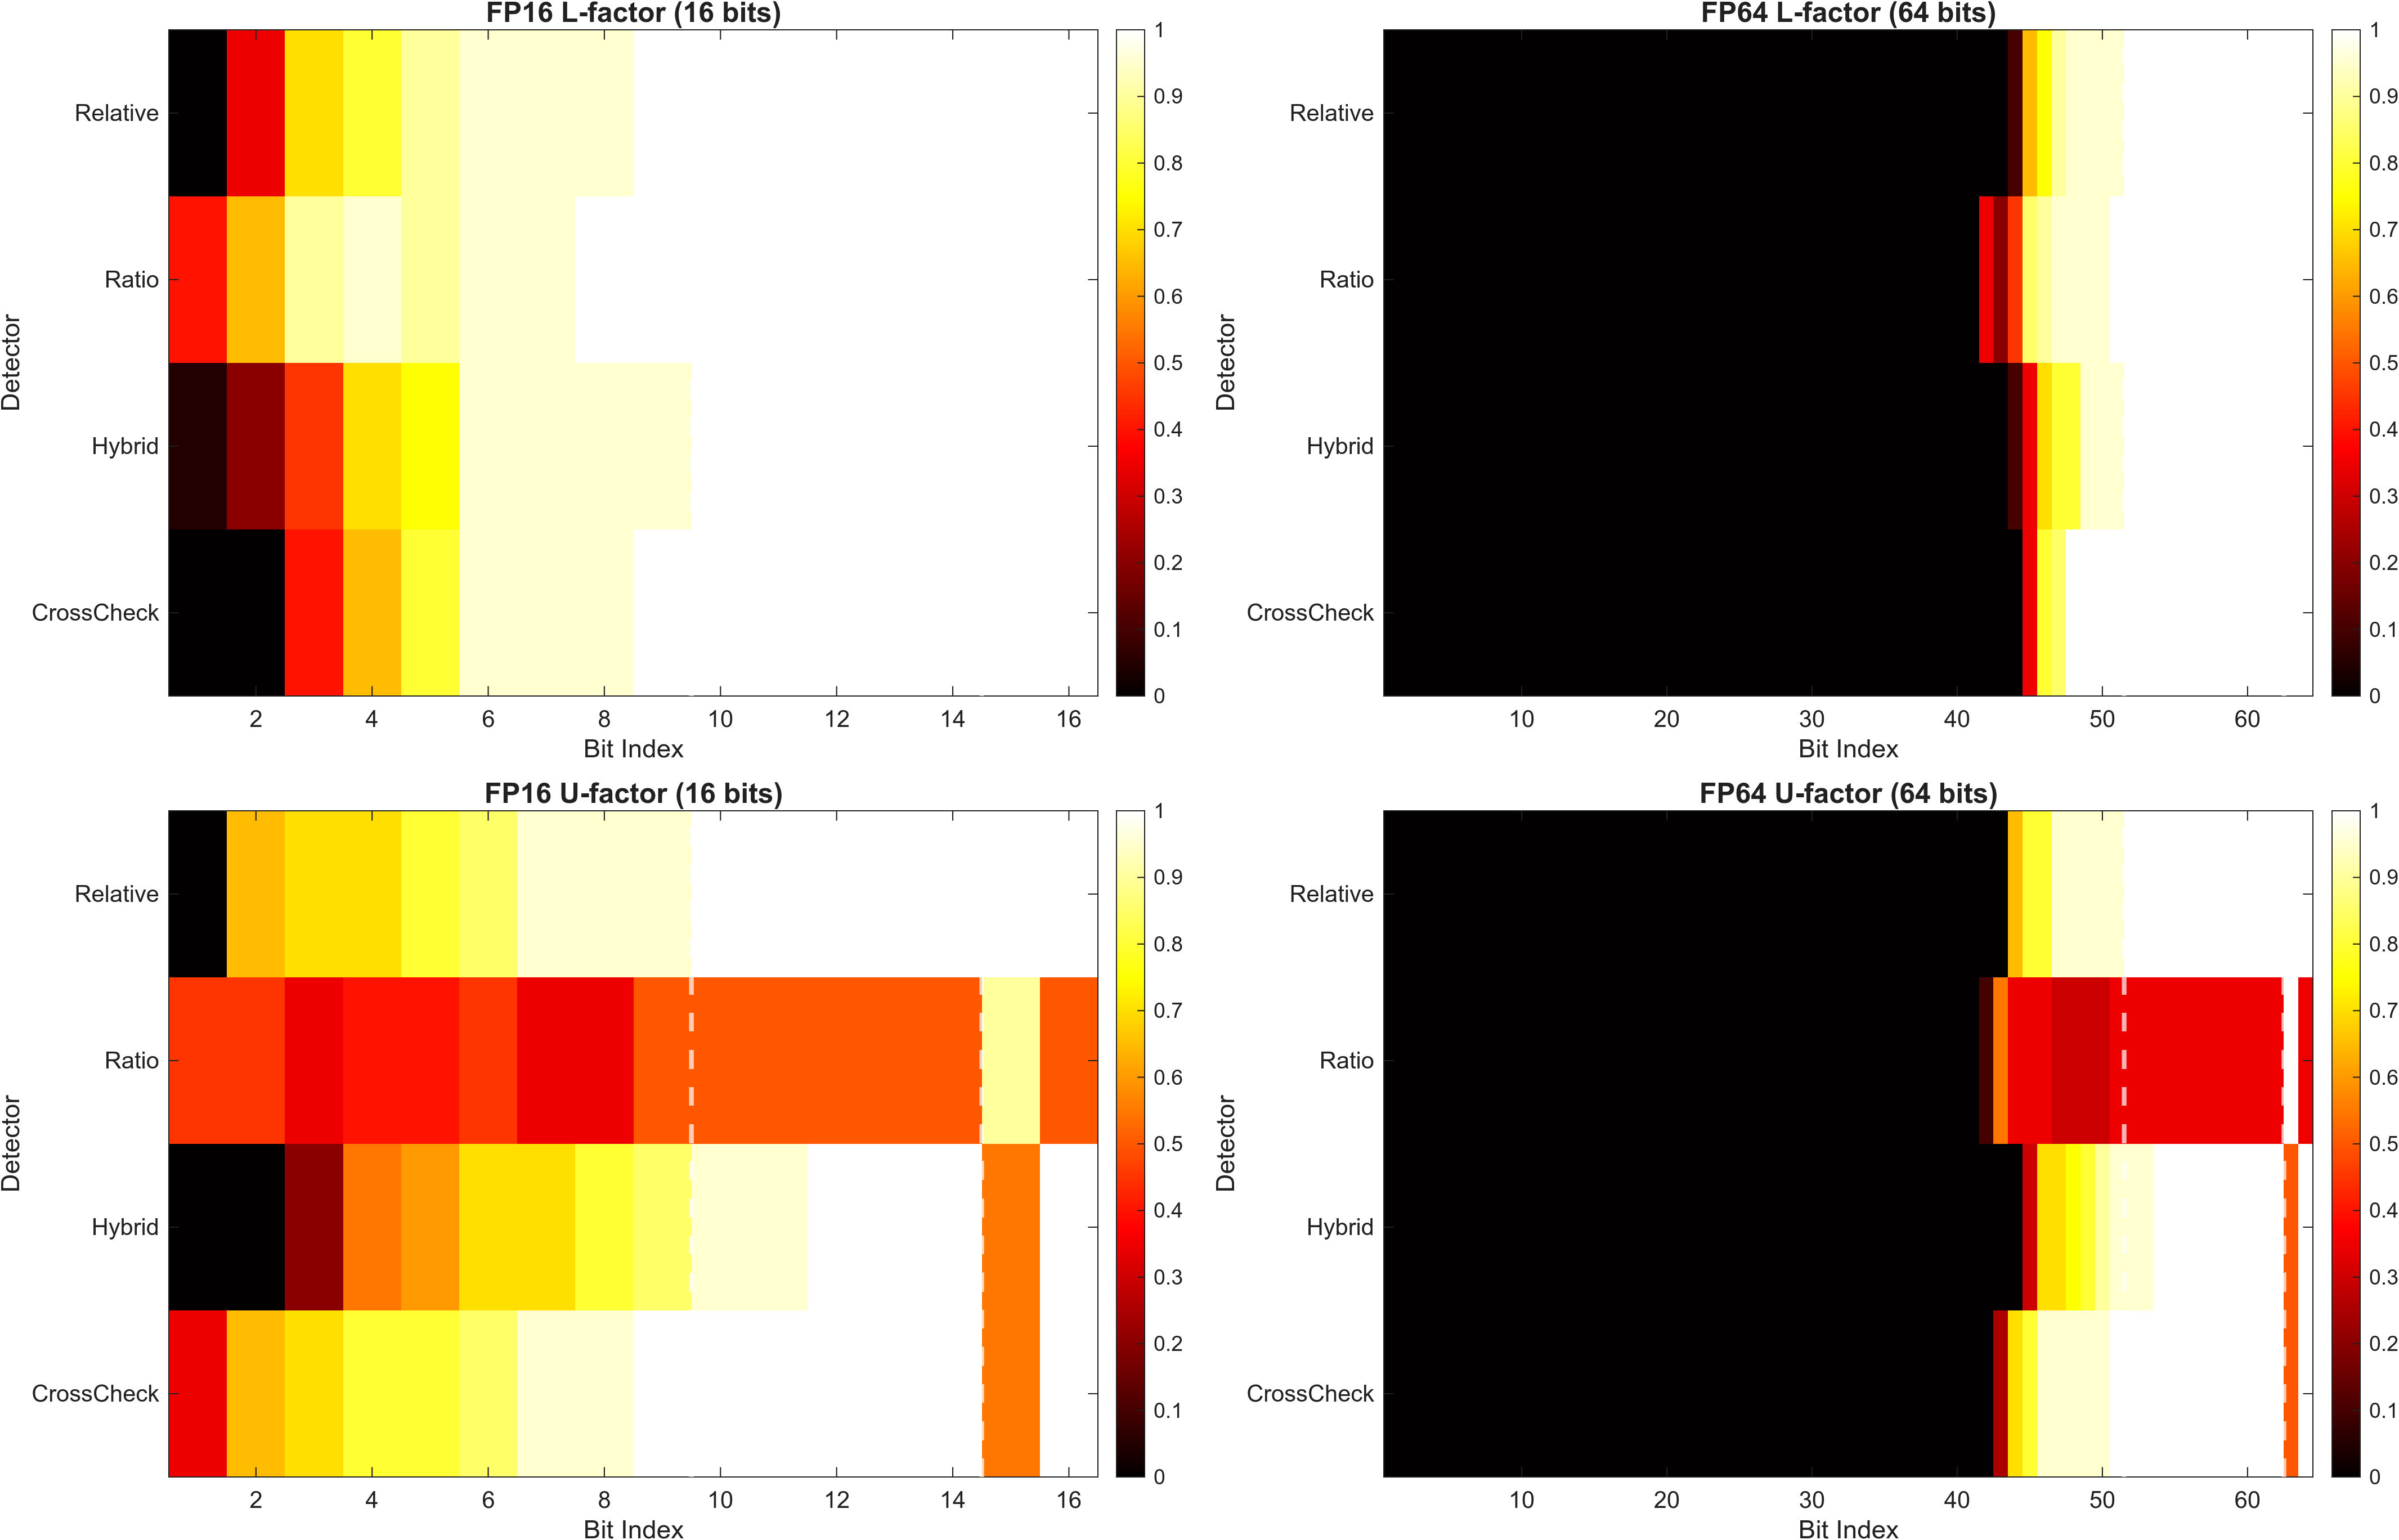 FP16 L-factor (16 bits)
Detector
Relative
Ratio
Hybrid
CrossCheck
2 4 6 8 10 12 14 16
Bit Index
1
0.9
0.8
0.7
0.6
0.5
0.4
0.3
0.2
0.1
0
FP64 L-factor (64 bits)
Detector
Relative
Ratio
Hybrid
CrossCheck
10 20 30 40 50 60
Bit Index
1
0.9
0.8
0.7
0.6
0.5
0.4
0.3
0.2
0.1
0
FP16 U-factor (16 bits)
Detector
Relative
Ratio
Hybrid
CrossCheck
2 4 6 8 10 12 14 16
Bit Index
1
0.9
0.8
0.7
0.6
0.5
0.4
0.3
0.2
0.1
0
FP64 U-factor (64 bits)
Detector
Relative
Ratio
Hybrid
CrossCheck
10 20 30 40 50 60
Bit Index
1
0.9
0.8
0.7
0.6
0.5
0.4
0.3
0.2
0.1
0